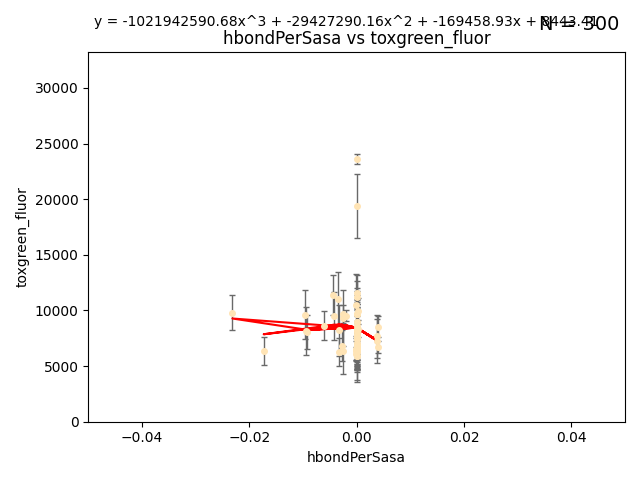 y = -1021942590.68x^3 + -29427290.16x^2 + -169458.93x + 8443.41
N = 300
hbondPerSasa vs toxgreen_fluor
30000
25000
20000
15000
10000
5000
0
toxgreen_fluor
−0.04
−0.02
0.00
0.02
0.04
hbondPerSasa